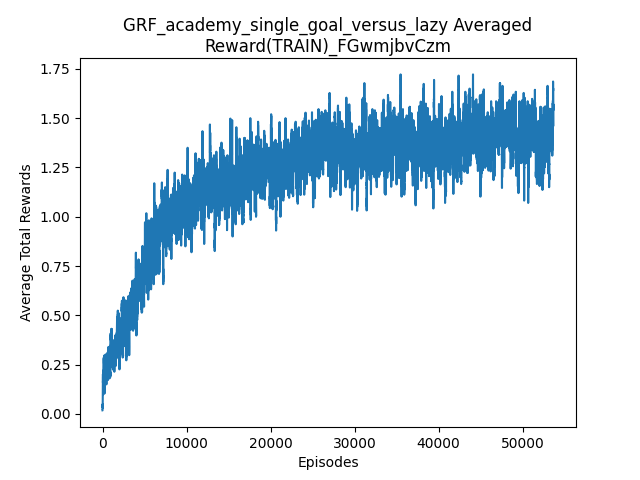 GRF_academy_single_goal_versus_lazy Averaged
Reward(TRAIN)_FGwmjbvCzm
1.75
1.50
1.25
1.00
0.75
0.50
0.25
0.00
Average Total Rewards
0 10000 20000 30000 40000 50000
Episodes